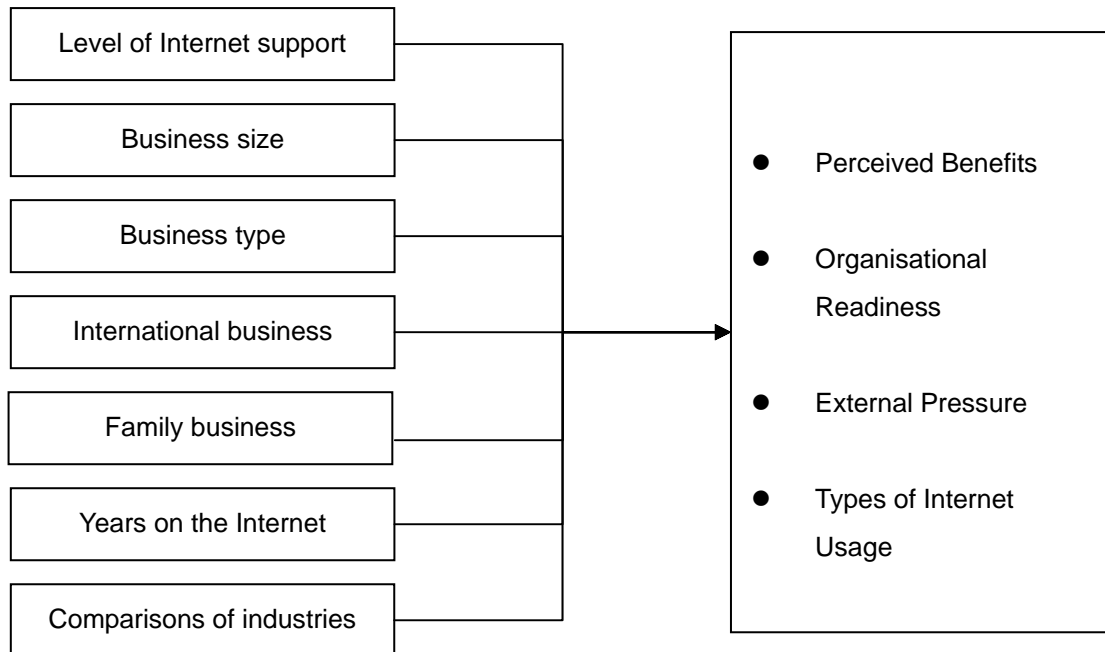 Level of Internet support
Business size
Business type
International business
Family business
Years on the Internet
Comparisons of industries
● Perceived Benefits
● Organisational
Readiness
● External Pressure
● Types of Internet
Usage